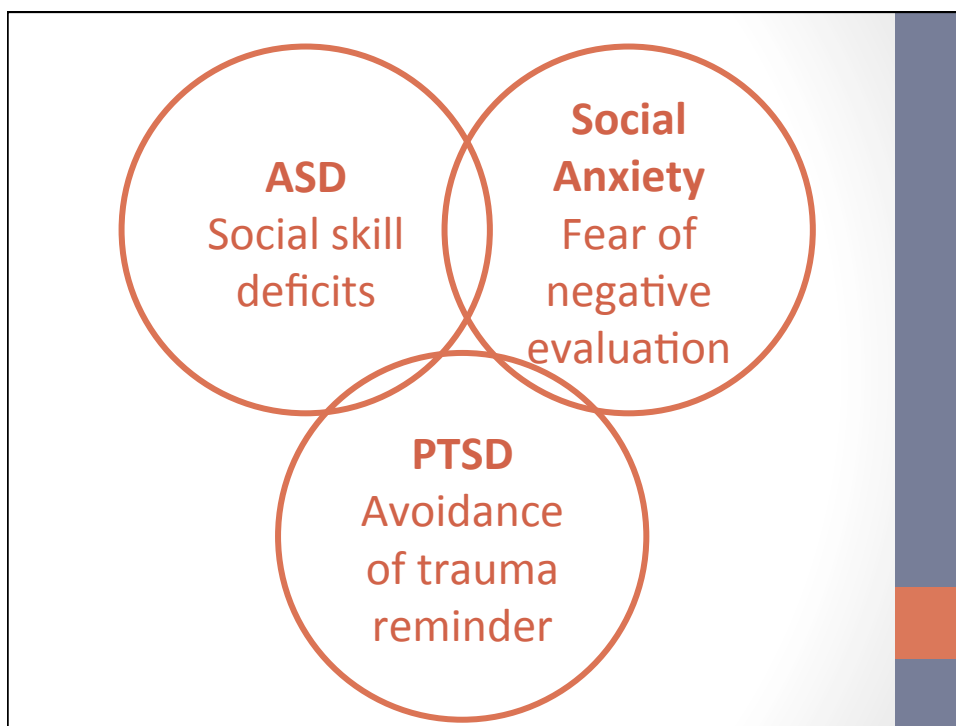 ASD
Social skill
deficits
Social
Anxiety
Fear of
negative
evaluation
PTSD
Avoidance
of trauma
reminder